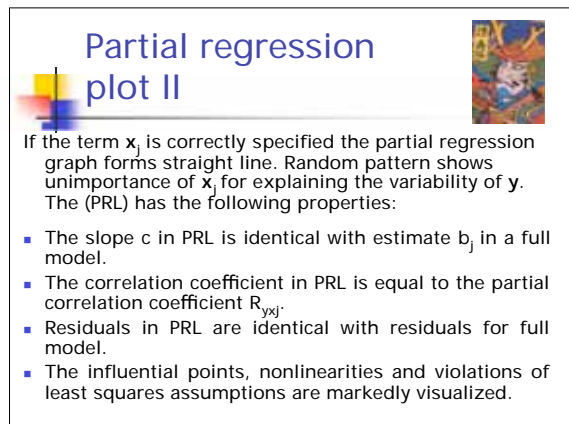 Partial regression
plot II
If the term xj is correctly specified the partial regression
graph forms straight line. Random pattern shows
unimportance of xj for explaining the variability of y.
The (PRL) has the following properties:
The slope c in PRL is identical with estimate bj in a full
model.
The correlation coefficient in PRL is equal to the partial
correlation coefficient Ryxj.
Residuals in PRL are identical with residuals for full
model.
The influential points, nonlinearities and violations of
least squares assumptions are markedly visualized.